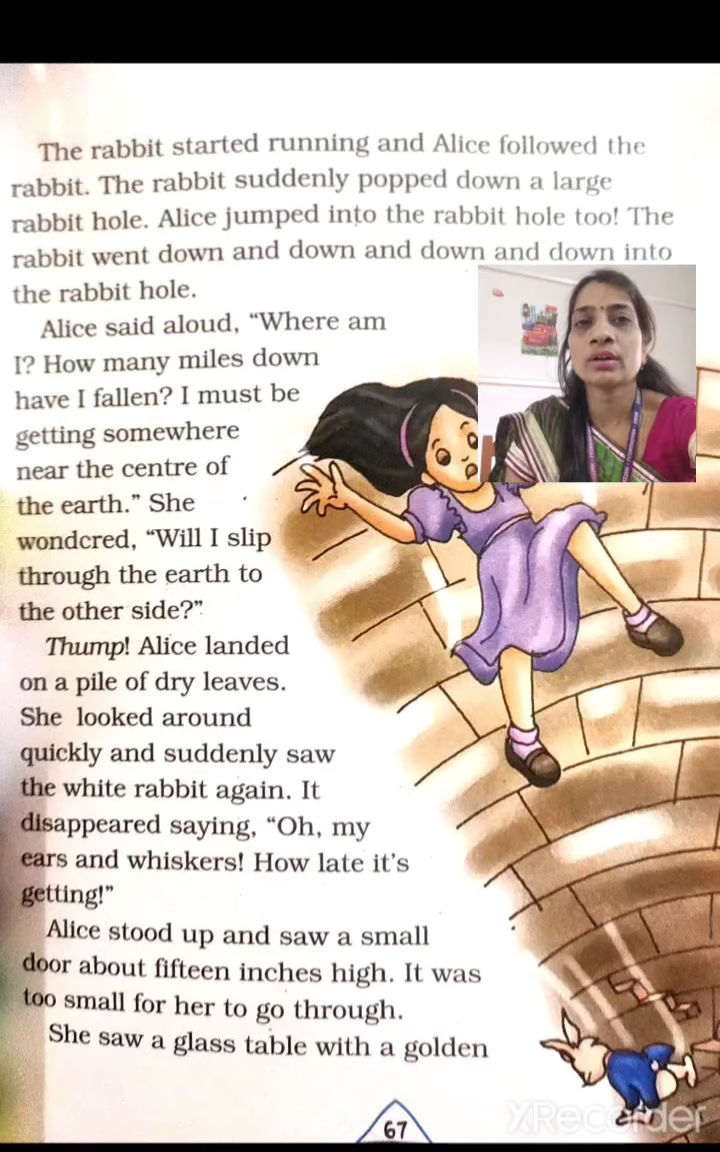 The rabbit started running and Alice followed the
rabbit. The rabbit suddenly popped down a large
rabbit hole. Alice jumped into the rabbit hole too! The
rabbit went down and down and down and down into
the rabbit hole.
Alice said aloud, “Where am
I? How many miles down
have I fallen? I must be
getting somewhere
near the centre of
the earth.” She
wondered, “Will I slip
through the earth to
the other side?”
Thump! Alice landed
on a pile of dry leaves.
She looked around
quickly and suddenly saw
the white rabbit again. It
disappeared saying, “Oh, my
ears and whiskers! How late it’s
getting!”
Alice stood up and saw a small
door about fifteen inches high. It was
too small for her to go through.
She saw a glass table with a golden
67
XRecorder